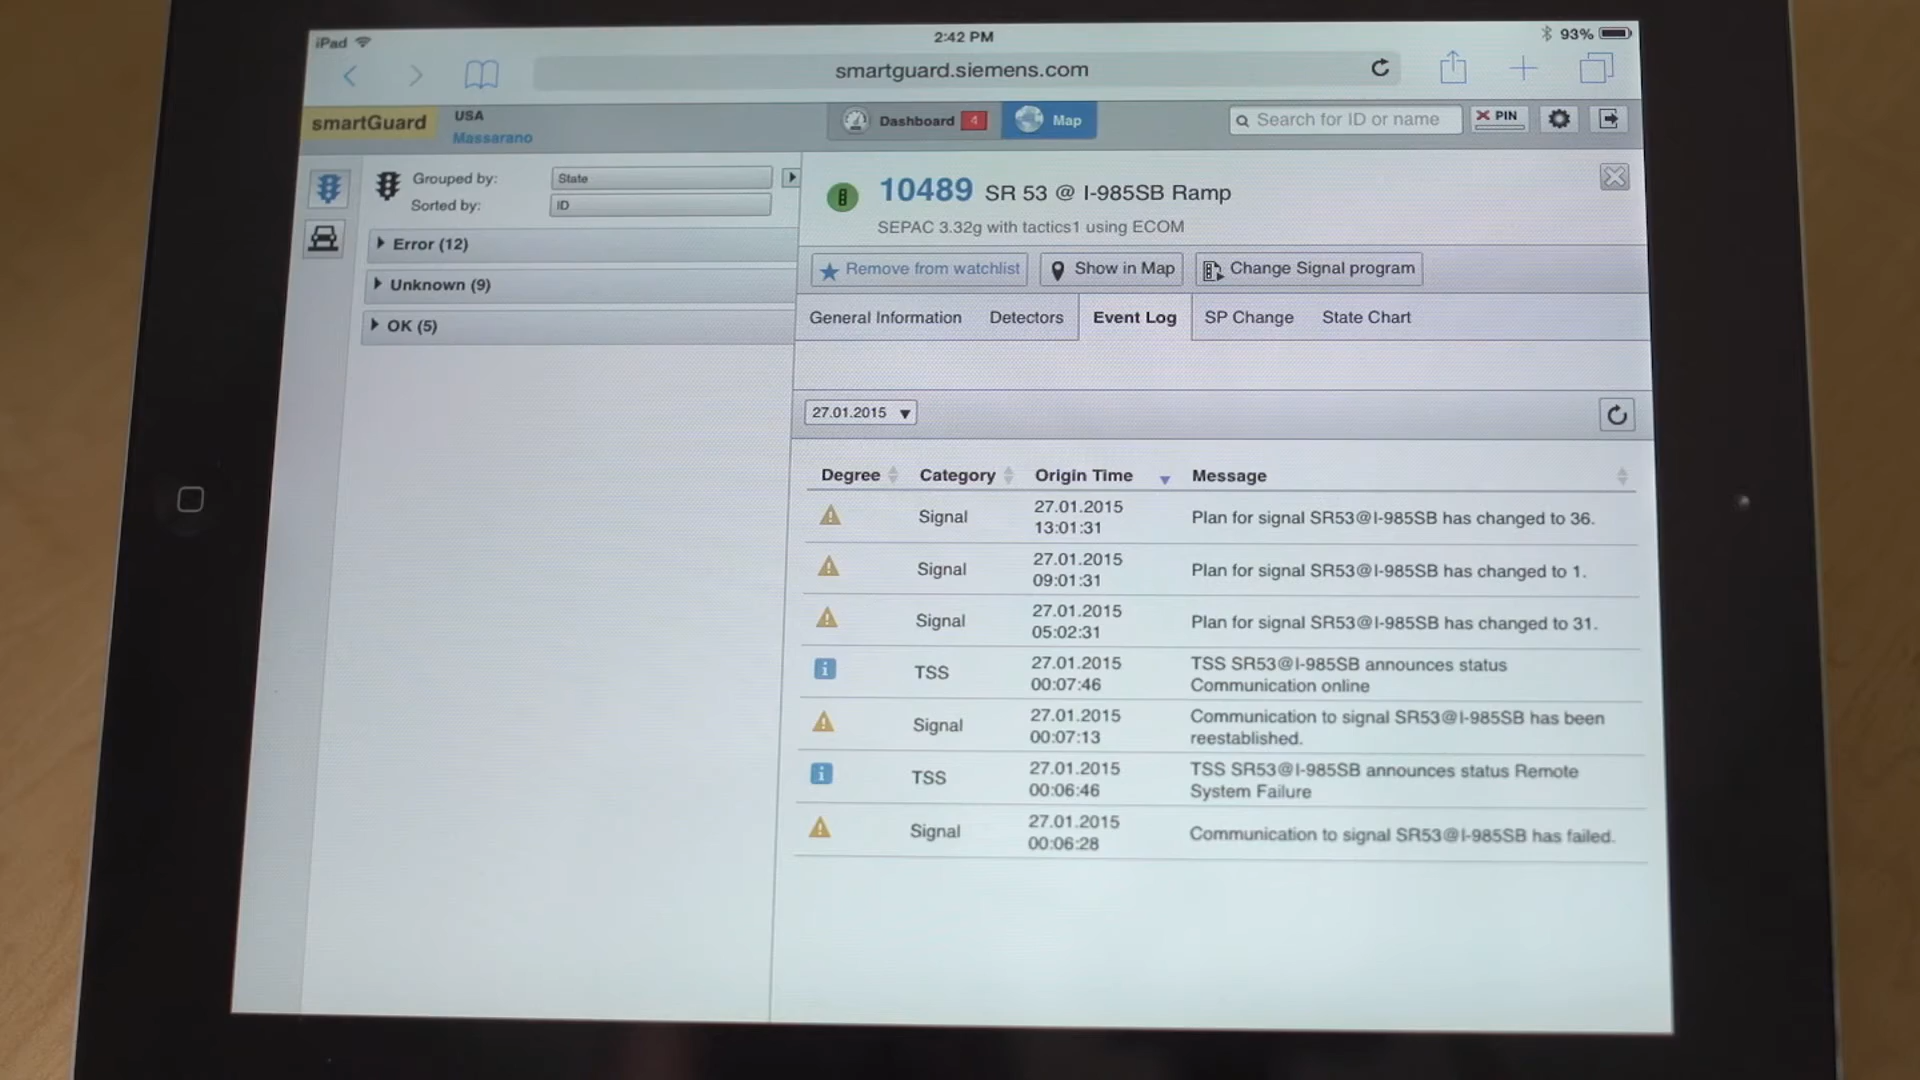 iPad
2:42 PM
93%
smartguard.siemens.com
smartGuard
USA
Massarano
Dashboard 4
Map
Search for ID or name
PIN
Grouped by: State
Sorted by: ID
Error (12)
Unknown (9)
OK (5)
10489 SR 53 @ I-985SB Ramp
SEPAC 3.32g with tactics1 using ECOM
Remove from watchlist
Show in Map
Change Signal program
General Information
Detectors
Event Log
SP Change
State Chart
27.01.2015
Degree Category Origin Time Message
Signal 27.01.2015 13:01:31 Plan for signal SR53@I-985SB has changed to 36.
Signal 27.01.2015 09:01:31 Plan for signal SR53@I-985SB has changed to 1.
Signal 27.01.2015 05:02:31 Plan for signal SR53@I-985SB has changed to 31.
TSS 27.01.2015 00:07:46 TSS SR53@I-985SB announces status
Communication online
Signal 27.01.2015 00:07:13 Communication to signal SR53@I-985SB has been
reestablished.
TSS 27.01.2015 00:06:46 TSS SR53@I-985SB announces status Remote
System Failure
Signal 27.01.2015 00:06:28 Communication to signal SR53@I-985SB has failed.